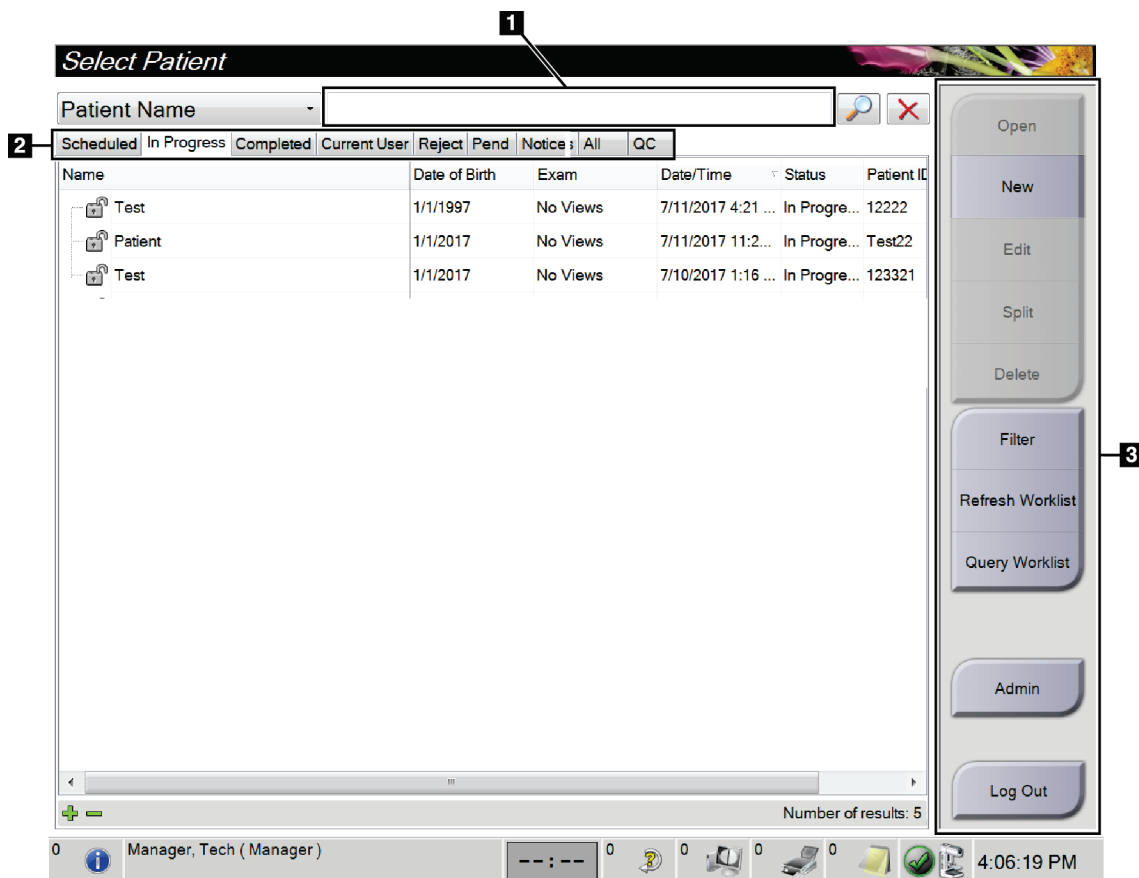 1
Select Patient
Patient Name
2
Scheduled In Progress Completed Current User Reject Pend Notices All QC
Name Date of Birth Exam Date/Time Status Patient ID
Test 1/1/1997 No Views 7/11/2017 4:21 ... In Progre... 12222
Patient 1/1/2017 No Views 7/11/2017 11:2... In Progre... Test22
Test 1/1/2017 No Views 7/10/2017 1:16 ... In Progre... 123321
Number of results: 5
Open
New
Edit
Split
Delete
Filter
3
Refresh Worklist
Query Worklist
Admin
Log Out
0 Manager, Tech ( Manager ) --:-- 0 0 0 0 4:06:19 PM